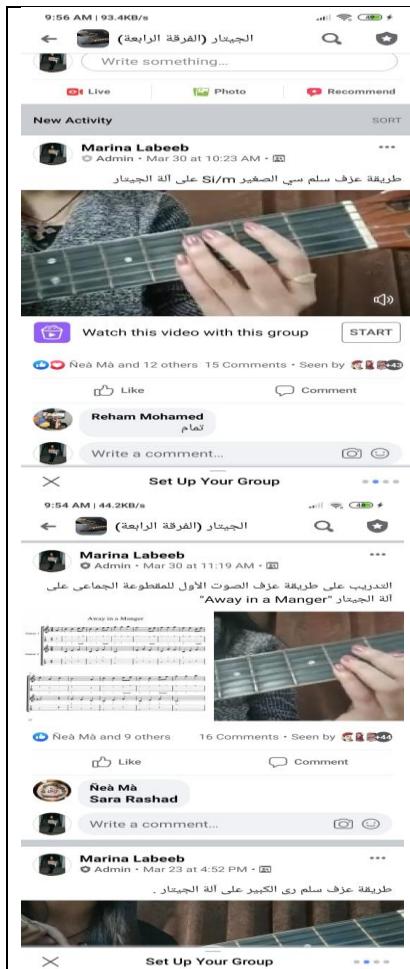 9:56 AM | 93.4KB/s
الجيتار (الفرقة الرابعة)
Write something...
Live
Photo
Recommend
New Activity
SORT
Marina Labeeb
Admin • Mar 30 at 10:23 AM •
طريقة عزف سلم سي الصغير Si/m على آلة الجيتار
Watch this video with this group
START
Ñeà Mà and 12 others 15 Comments • Seen by +43
Like
Comment
Reham Mohamed
تمام
Write a comment...
Set Up Your Group
9:54 AM | 44.2KB/s
الجيتار (الفرقة الرابعة)
Marina Labeeb
Admin • Mar 30 at 11:19 AM •
التدريب على طريقة عزف الصوت الأول للمقطوعة الجماعي على
آلة الجيتار "Away in a Manger"
Away in a Manger
Ñeà Mà and 9 others 16 Comments • Seen by +44
Like
Comment
Ñeà Mà
Sara Rashad
Write a comment...
Marina Labeeb
Admin • Mar 23 at 4:52 PM •
طريقة عزف سلم رى الكبير على آلة الجيتار .
Set Up Your Group